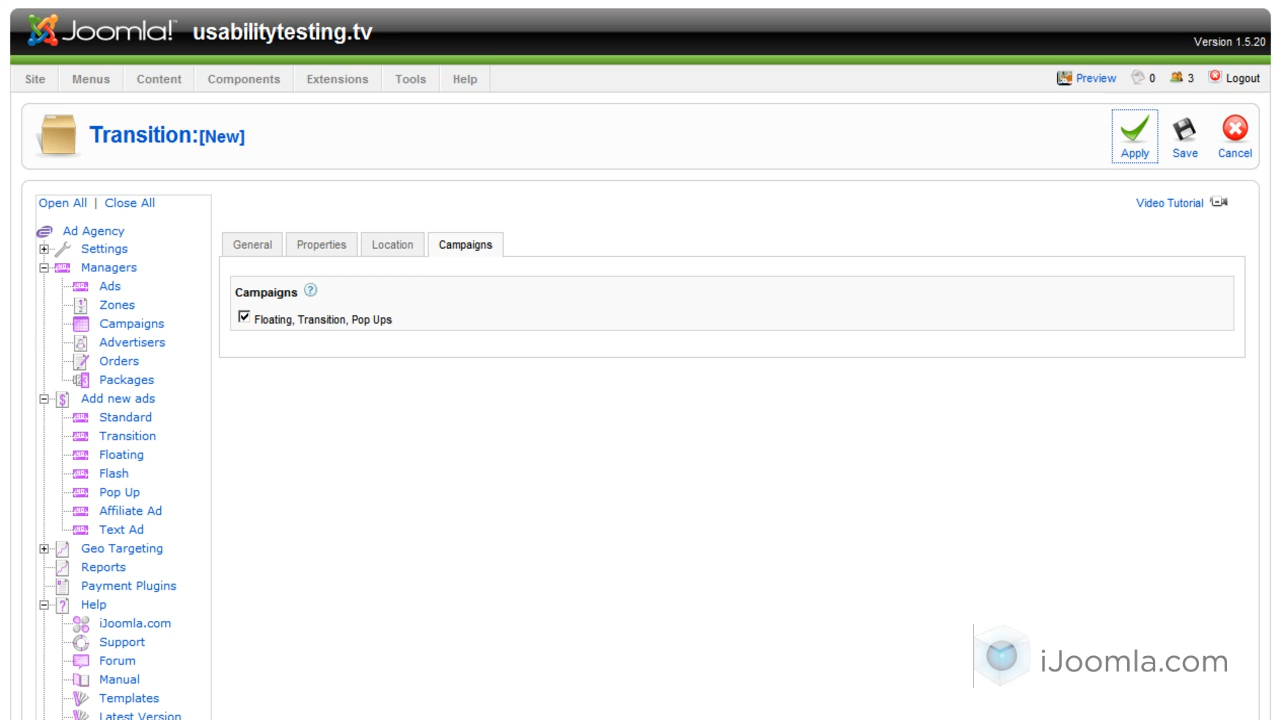 Joomla! usabilitytesting.tv
Version 1.5.20
Site Menus Content Components Extensions Tools Help Preview 0 3 Logout
Transition:[New]
Apply Save Cancel
Open All | Close All
Video Tutorial
Ad Agency
Settings
Managers
Ads
Zones
Campaigns
Advertisers
Orders
Packages
Add new ads
Standard
Transition
Floating
Flash
Pop Up
Affiliate Ad
Text Ad
Geo Targeting
Reports
Payment Plugins
Help
iJoomla.com
Support
Forum
Manual
Templates
Latest Version
General Properties Location Campaigns
Campaigns
Floating, Transition, Pop Ups
iJoomla.com